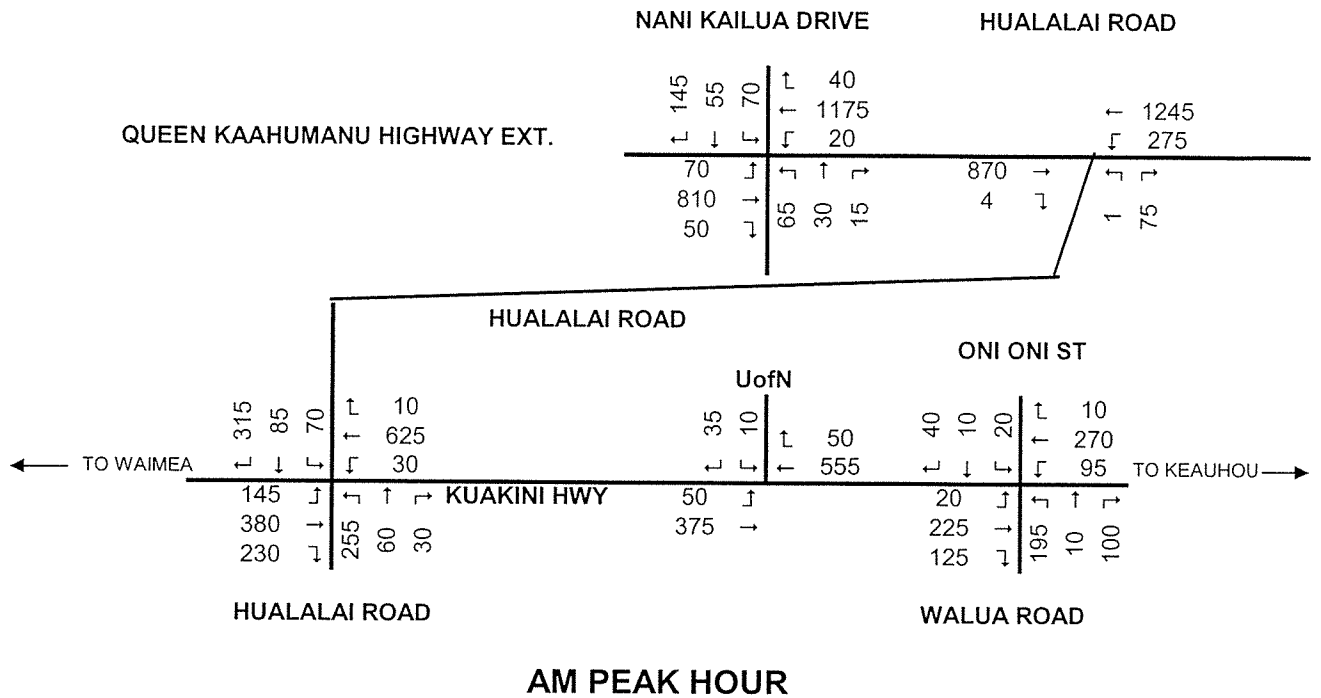 NANI KAILUA DRIVE HUALALAI ROAD
145 55 70 40
1175 1245
QUEEN KAAHUMANU HIGHWAY EXT. 20 275
70 870
810 65 30 15 4 1 75
50
HUALALAI ROAD
ONI ONI ST
UofN
315 85 70 10 35 10 50 40 10 20 10
625 270
TO WAIMEA 30 555 95 TO KEAUHOU
145 KUAKINI HWY 50 20
380 255 60 30 375 225 195 10 100
230 125
HUALALAI ROAD WALUA ROAD
AM PEAK HOUR